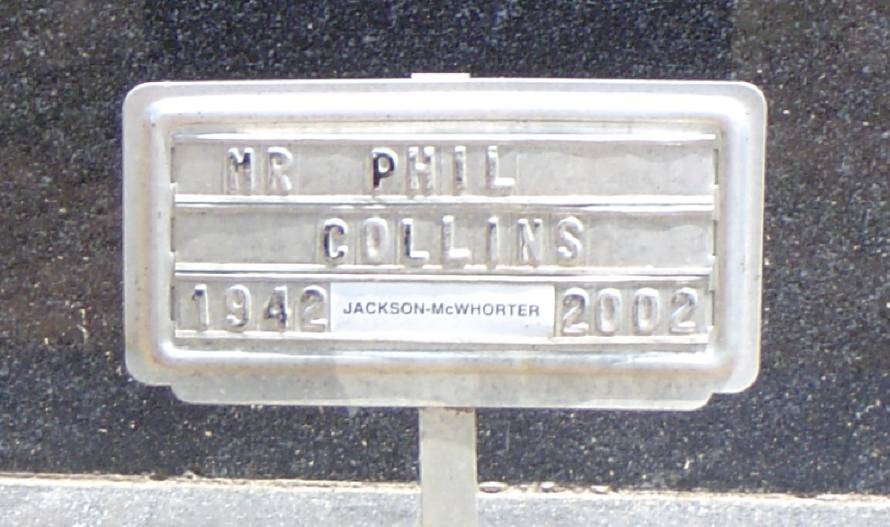 MR PHIL
COLLINS
1942 JACKSON-McWHORTER 2002